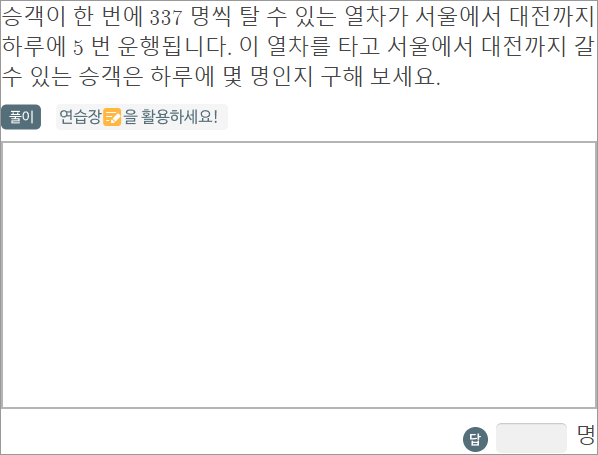 승객이 한 번에 337 명씩 탈 수 있는 열차가 서울에서 대전까지
하루에 5 번 운행됩니다. 이 열차를 타고 서울에서 대전까지 갈
수 있는 승객은 하루에 몇 명인지 구해 보세요.
풀이 연습장을 활용하세요!
답 명